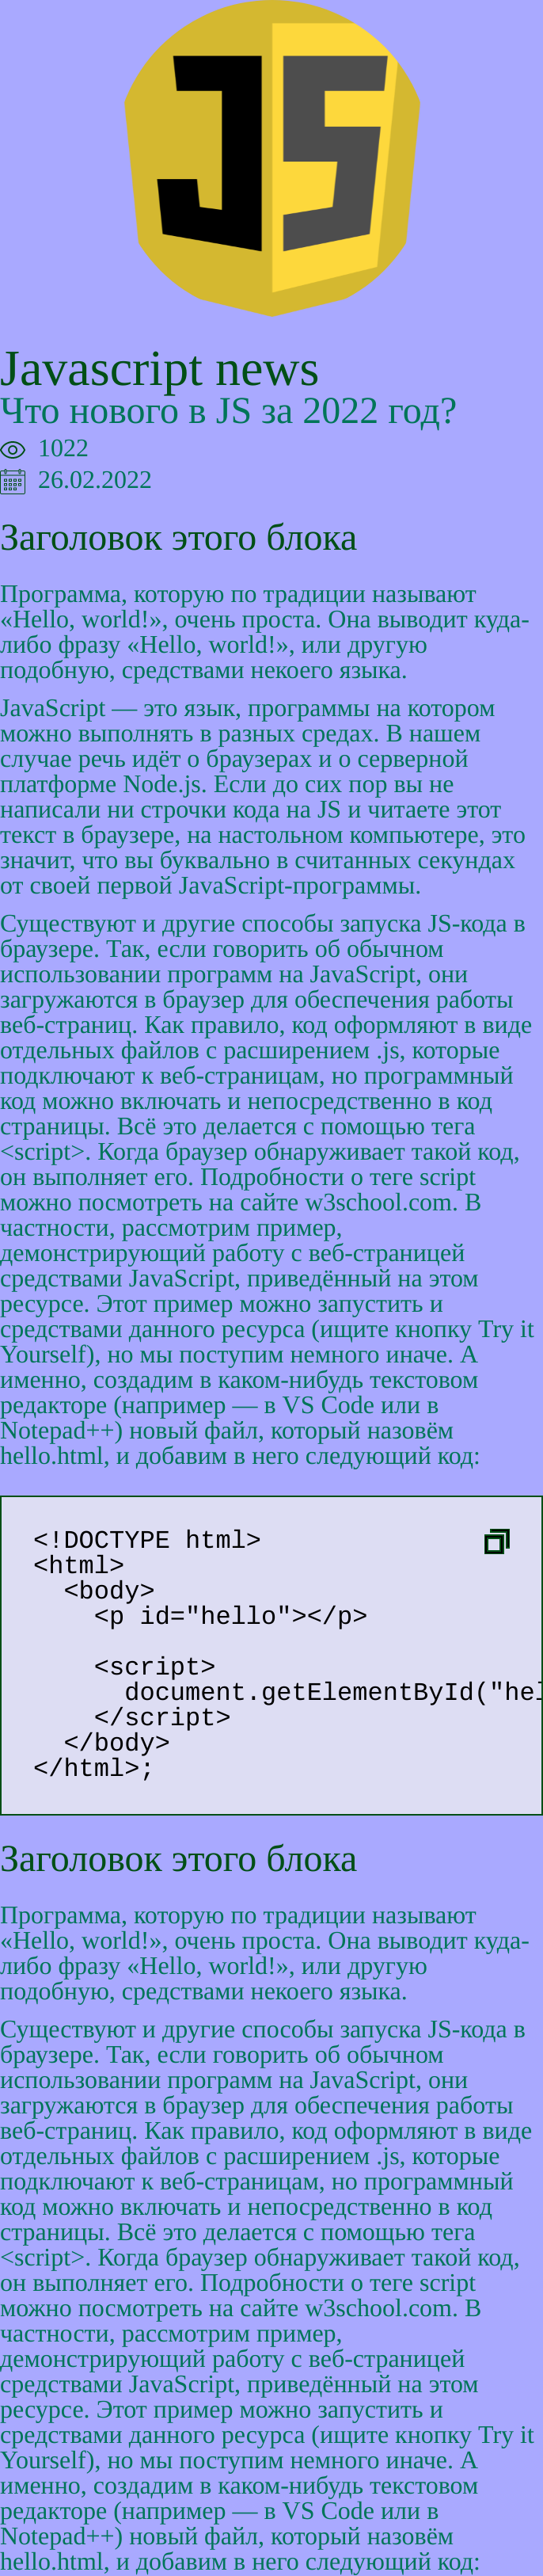 JS
Javascript news
Что нового в JS за 2022 год?
1022
26.02.2022
Заголовок этого блока
Программа, которую по традиции называют
«Hello, world!», очень проста. Она выводит куда-
либо фразу «Hello, world!», или другую
подобную, средствами некоего языка.
JavaScript — это язык, программы на котором
можно выполнять в разных средах. В нашем
случае речь идёт о браузерах и о серверной
платформе Node.js. Если до сих пор вы не
написали ни строчки кода на JS и читаете этот
текст в браузере, на настольном компьютере, это
значит, что вы буквально в считанных секундах
от своей первой JavaScript-программы.
Существуют и другие способы запуска JS-кода в
браузере. Так, если говорить об обычном
использовании программ на JavaScript, они
загружаются в браузер для обеспечения работы
веб-страниц. Как правило, код оформляют в виде
отдельных файлов с расширением .js, которые
подключают к веб-страницам, но программный
код можно включать и непосредственно в код
страницы. Всё это делается с помощью тега
<script>. Когда браузер обнаруживает такой код,
он выполняет его. Подробности о теге script
можно посмотреть на сайте w3school.com. В
частности, рассмотрим пример,
демонстрирующий работу с веб-страницей
средствами JavaScript, приведённый на этом
ресурсе. Этот пример можно запустить и
средствами данного ресурса (ищите кнопку Try it
Yourself), но мы поступим немного иначе. А
именно, создадим в каком-нибудь текстовом
редакторе (например — в VS Code или в
Notepad++) новый файл, который назовём
hello.html, и добавим в него следующий код:
<!DOCTYPE html>
<html>
<body>
<p id="hello"></p>
<script>
document.getElementById("hel
</script>
</body>
</html>;
Заголовок этого блока
Программа, которую по традиции называют
«Hello, world!», очень проста. Она выводит куда-
либо фразу «Hello, world!», или другую
подобную, средствами некоего языка.
Существуют и другие способы запуска JS-кода в
браузере. Так, если говорить об обычном
использовании программ на JavaScript, они
загружаются в браузер для обеспечения работы
веб-страниц. Как правило, код оформляют в виде
отдельных файлов с расширением .js, которые
подключают к веб-страницам, но программный
код можно включать и непосредственно в код
страницы. Всё это делается с помощью тега
<script>. Когда браузер обнаруживает такой код,
он выполняет его. Подробности о теге script
можно посмотреть на сайте w3school.com. В
частности, рассмотрим пример,
демонстрирующий работу с веб-страницей
средствами JavaScript, приведённый на этом
ресурсе. Этот пример можно запустить и
средствами данного ресурса (ищите кнопку Try it
Yourself), но мы поступим немного иначе. А
именно, создадим в каком-нибудь текстовом
редакторе (например — в VS Code или в
Notepad++) новый файл, который назовём
hello.html, и добавим в него следующий код: